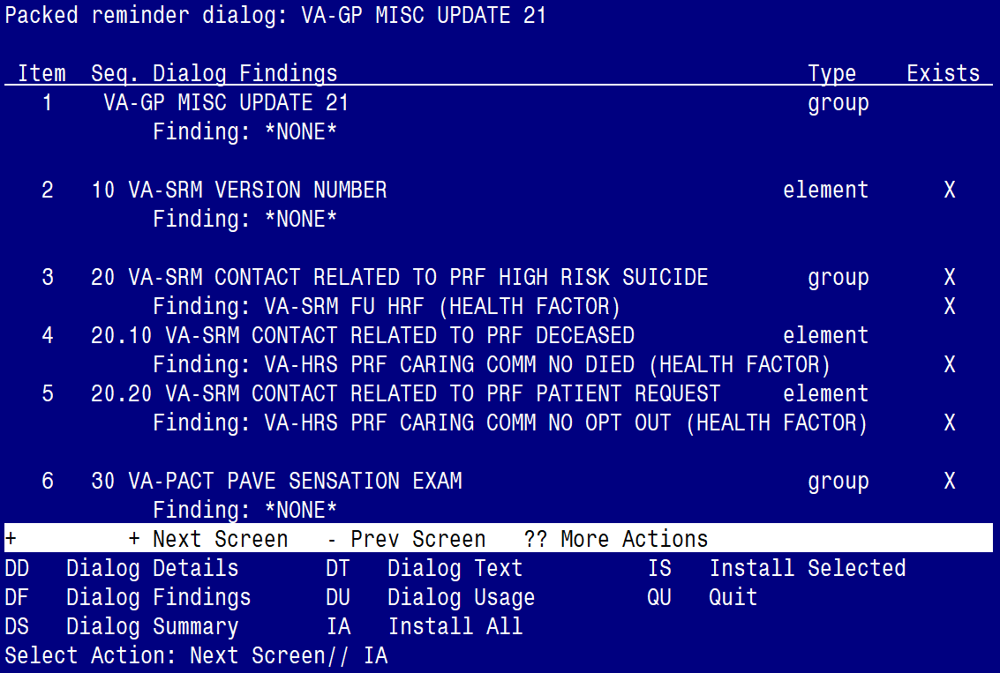 Packed reminder dialog: VA-GP MISC UPDATE 21
Item Seq. Dialog Findings Type Exists
1 VA-GP MISC UPDATE 21 group
Finding: *NONE*
2 10 VA-SRM VERSION NUMBER element X
Finding: *NONE*
3 20 VA-SRM CONTACT RELATED TO PRF HIGH RISK SUICIDE group X
Finding: VA-SRM FU HRF (HEALTH FACTOR) X
4 20.10 VA-SRM CONTACT RELATED TO PRF DECEASED element
Finding: VA-HRS PRF CARING COMM NO DIED (HEALTH FACTOR) X
5 20.20 VA-SRM CONTACT RELATED TO PRF PATIENT REQUEST element
Finding: VA-HRS PRF CARING COMM NO OPT OUT (HEALTH FACTOR) X
6 30 VA-PACT PAVE SENSATION EXAM group X
Finding: *NONE*
+ + Next Screen - Prev Screen ?? More Actions
DD Dialog Details DT Dialog Text IS Install Selected
DF Dialog Findings DU Dialog Usage QU Quit
DS Dialog Summary IA Install All
Select Action: Next Screen// IA